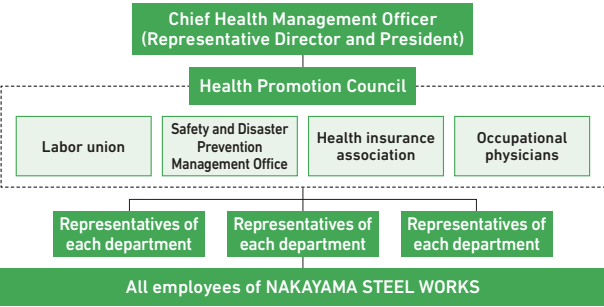 Chief Health Management Officer
(Representative Director and President)
Health Promotion Council
Labor union
Safety and Disaster
Prevention
Management Office
Health insurance
association
Occupational
physicians
Representatives of
each department
Representatives of
each department
Representatives of
each department
All employees of NAKAYAMA STEEL WORKS